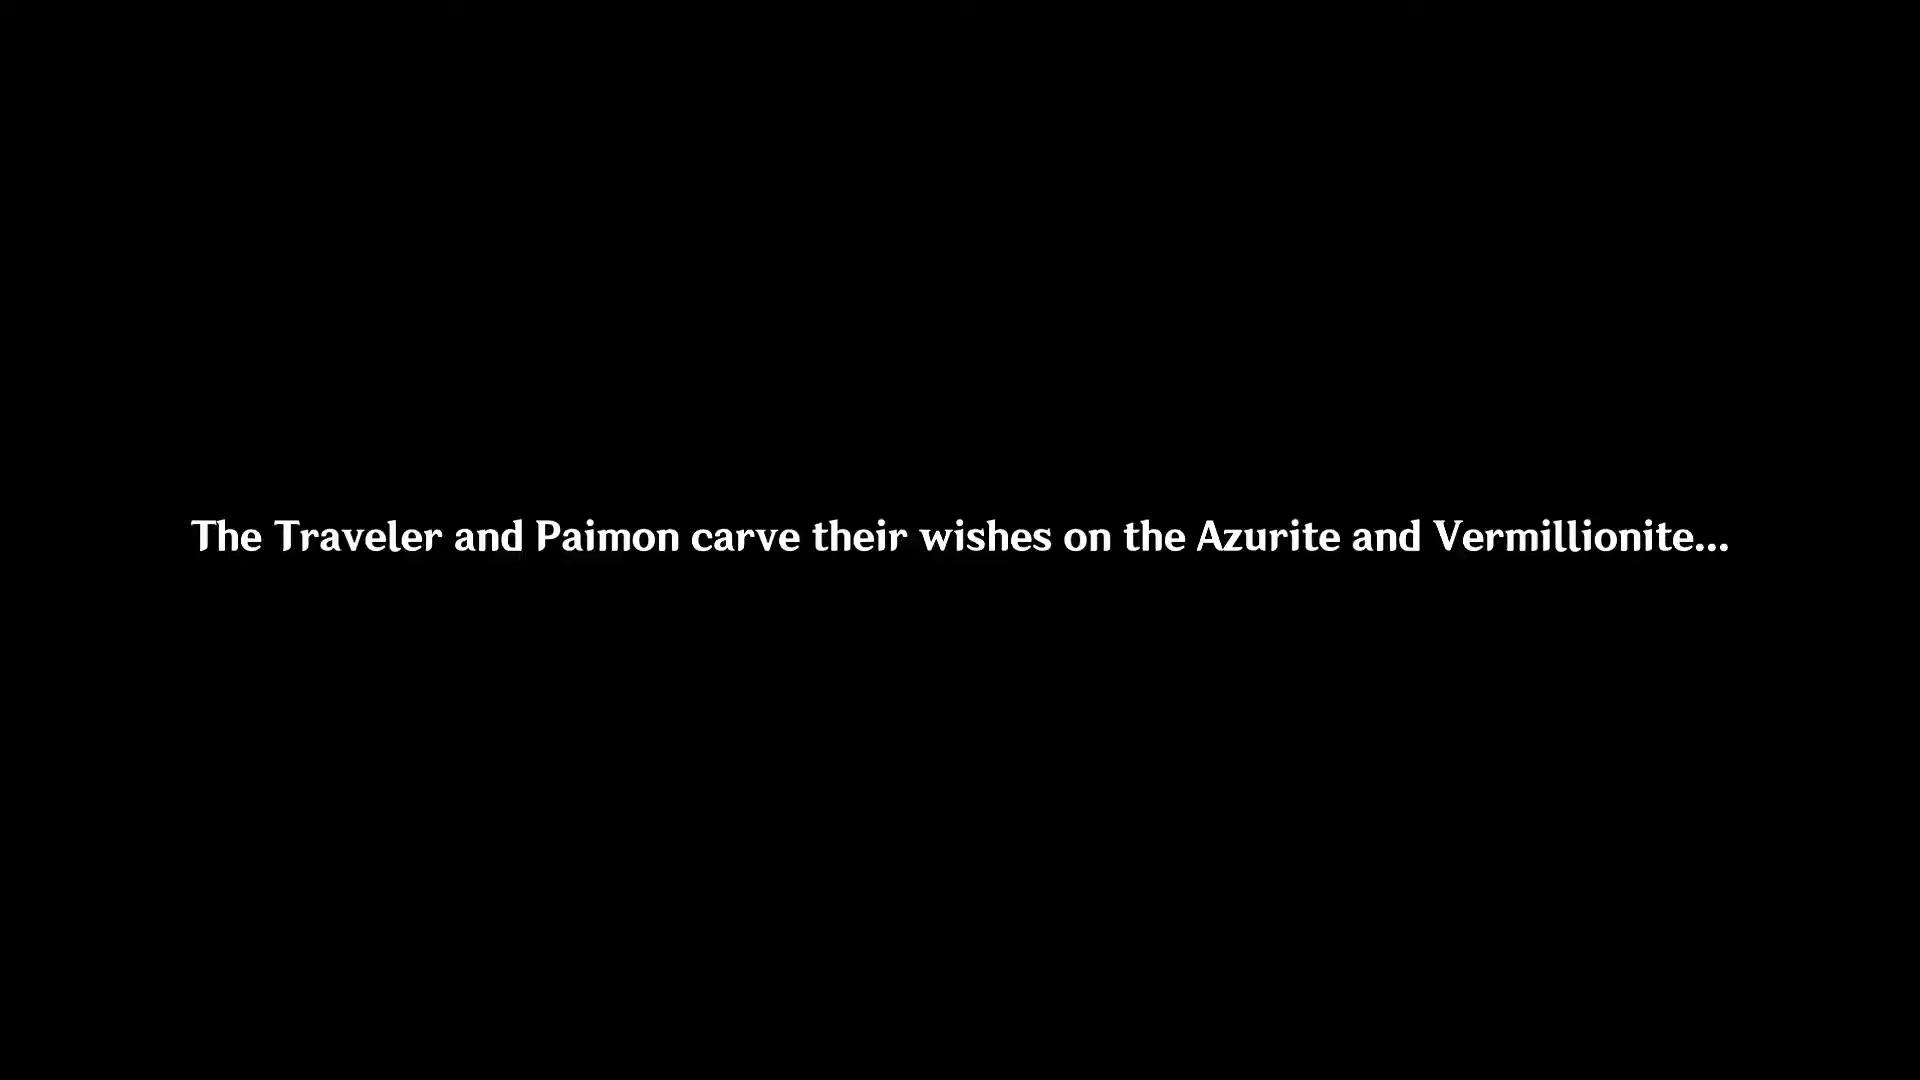 The Traveler and Paimon carve their wishes on the Azurite and Vermillionite...